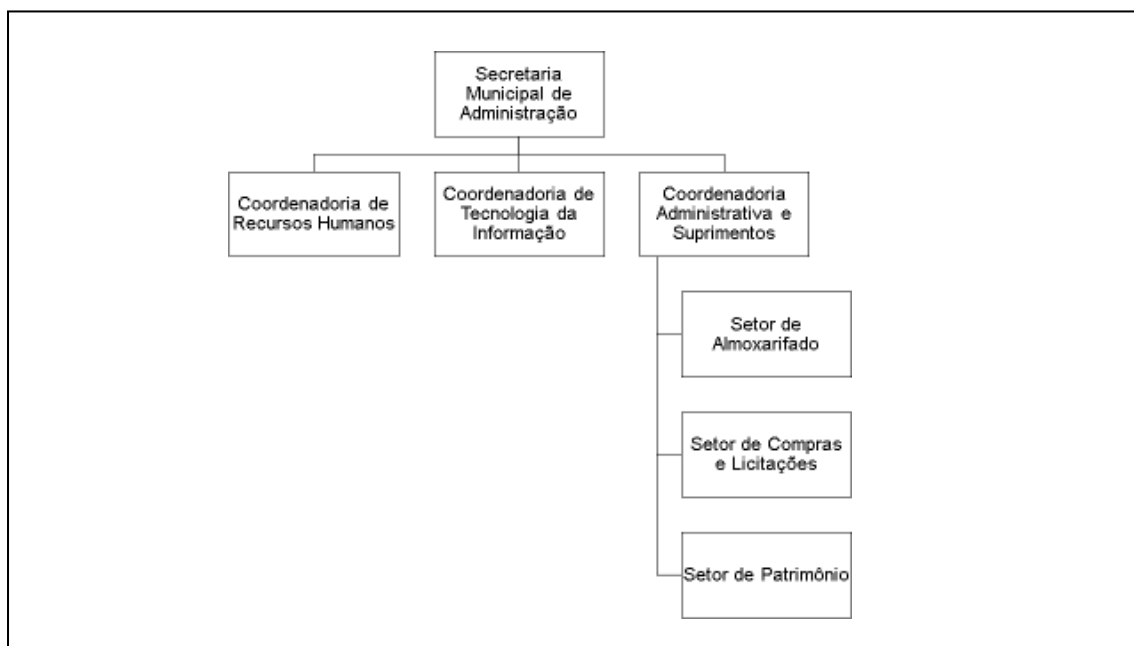 Secretaria
Municipal de
Administração
Coordenadoria de
Recursos Humanos
Coordenadoria de
Tecnologia da
Informação
Coordenadoria
Administrativa e
Suprimentos
Setor de
Almoxarifado
Setor de Compras
e Licitações
Setor de Patrimônio